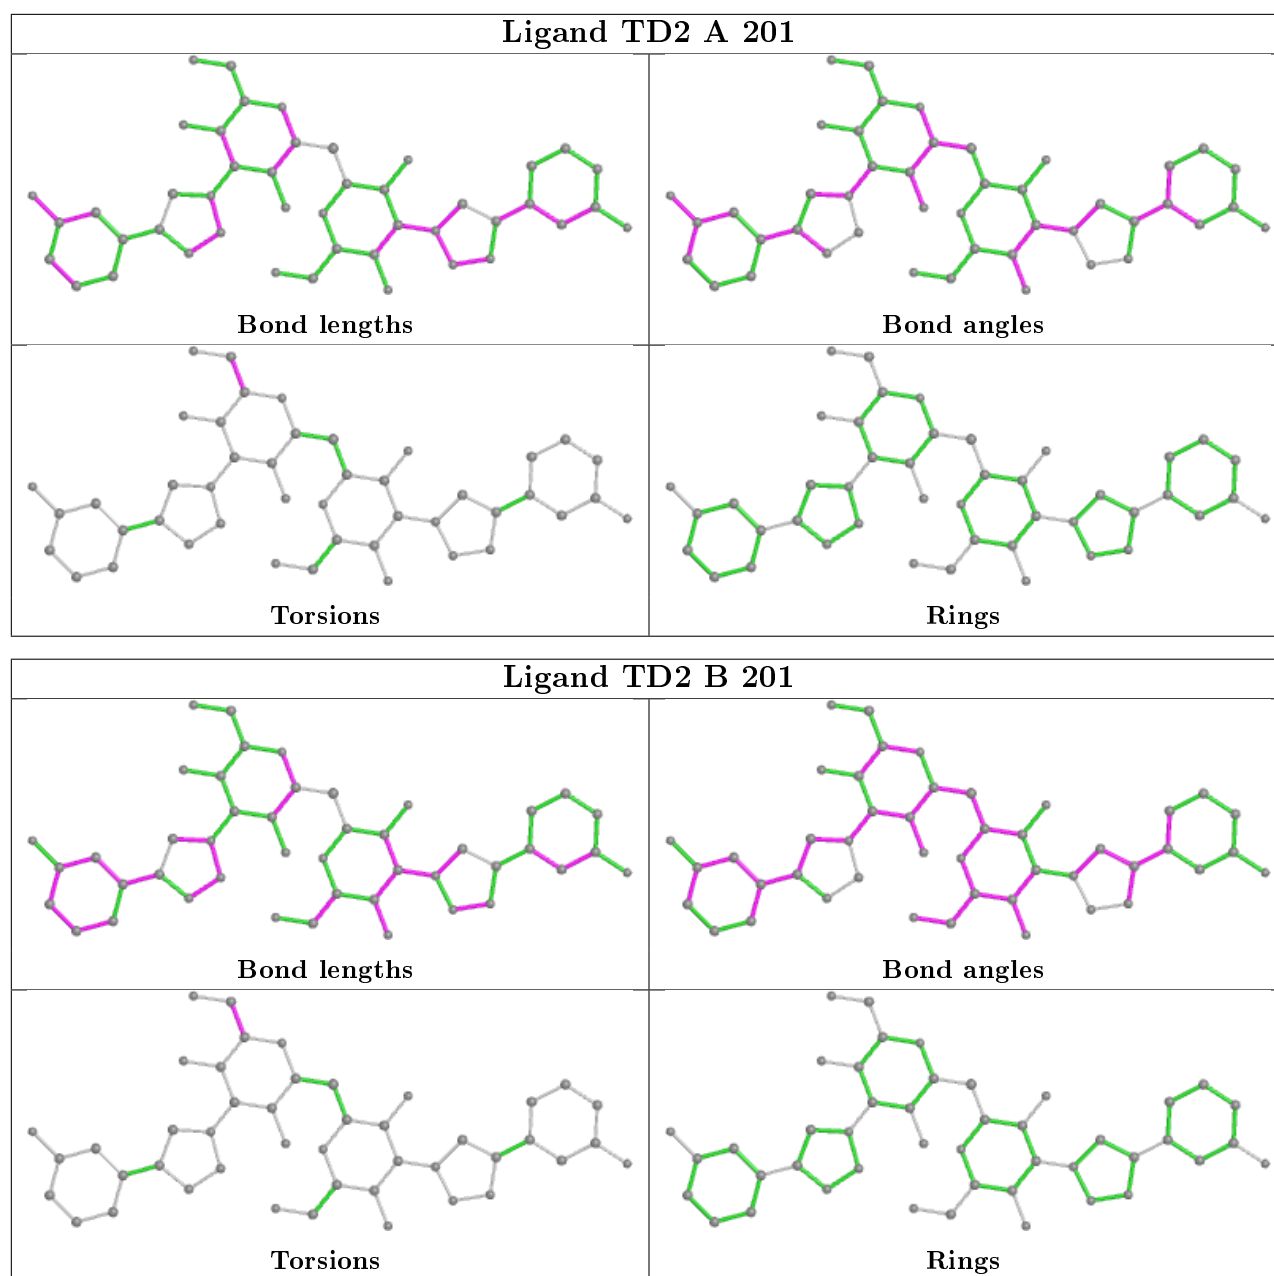 Ligand TD2 A 201
Bond lengths
Bond angles
Torsions
Rings
Ligand TD2 B 201
Bond lengths
Bond angles
Torsions
Rings